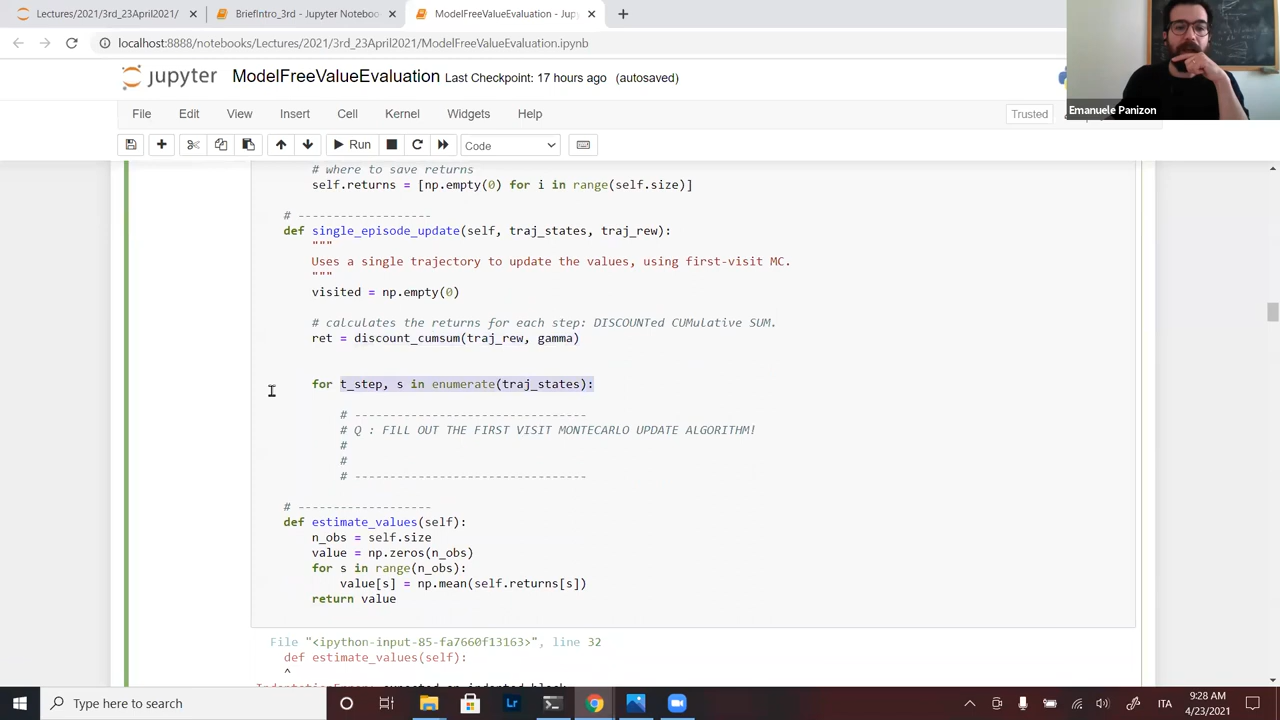 Lectures/2021/3rd_23April2021/
BriefIntro_3rd - Jupyter Noteboo
ModelFreeValueEvaluation - Jup
localhost:8888/notebooks/Lectures/2021/3rd_23April2021/ModelFreeValueEvaluation.ipynb
jupyter ModelFreeValueEvaluation Last Checkpoint: 17 hours ago (autosaved)
Emanuele Panizon
File Edit View Insert Cell Kernel Widgets Help
Trusted
Run Code
# where to save returns
self.returns = [np.empty(0) for i in range(self.size)]
# -------------------
def single_episode_update(self, traj_states, traj_rew):
"""
Uses a single trajectory to update the values, using first-visit MC.
"""
visited = np.empty(0)
# calculates the returns for each step: DISCOUNTed CUMulative SUM.
ret = discount_cumsum(traj_rew, gamma)
for t_step, s in enumerate(traj_states):
# ---------------------------------
# Q : FILL OUT THE FIRST VISIT MONTECARLO UPDATE ALGORITHM!
#
#
# ---------------------------------
# -------------------
def estimate_values(self):
n_obs = self.size
value = np.zeros(n_obs)
for s in range(n_obs):
value[s] = np.mean(self.returns[s])
return value
File "<ipython-input-85-fa7660f13163>", line 32
def estimate_values(self):
^
IndentationError: expected an indented block
Type here to search
Lr
ITA
9:28 AM
4/23/2021